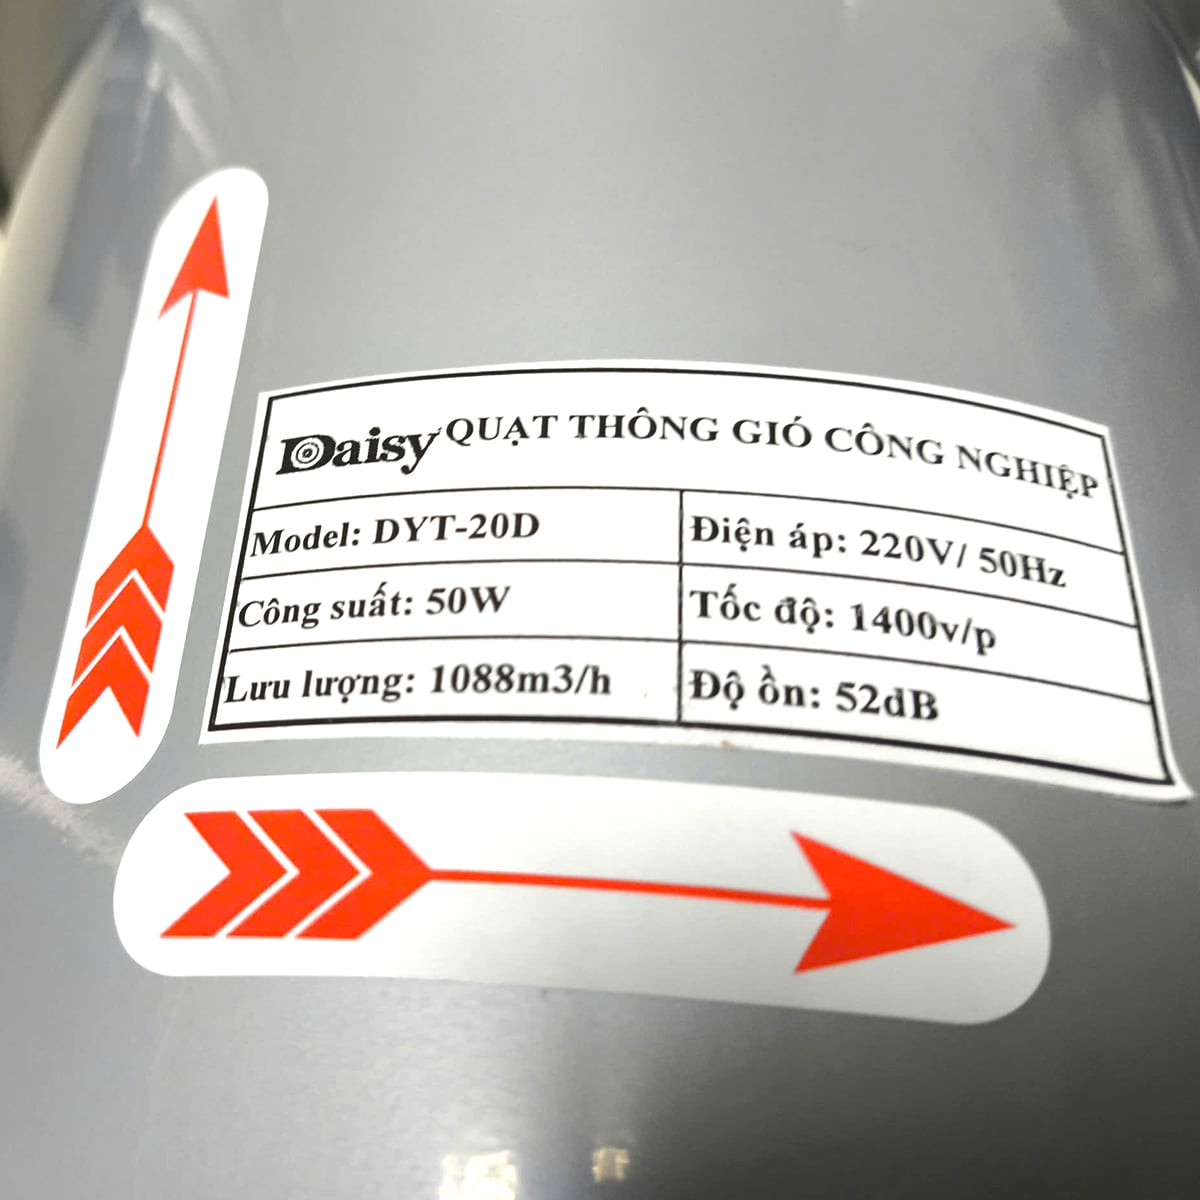 Daisy QUẠT THÔNG GIÓ CÔNG NGHIỆP
Model: DYT-20D Điện áp: 220V/ 50Hz
Công suất: 50W Tốc độ: 1400v/p
Lưu lượng: 1088m3/h Độ ồn: 52dB